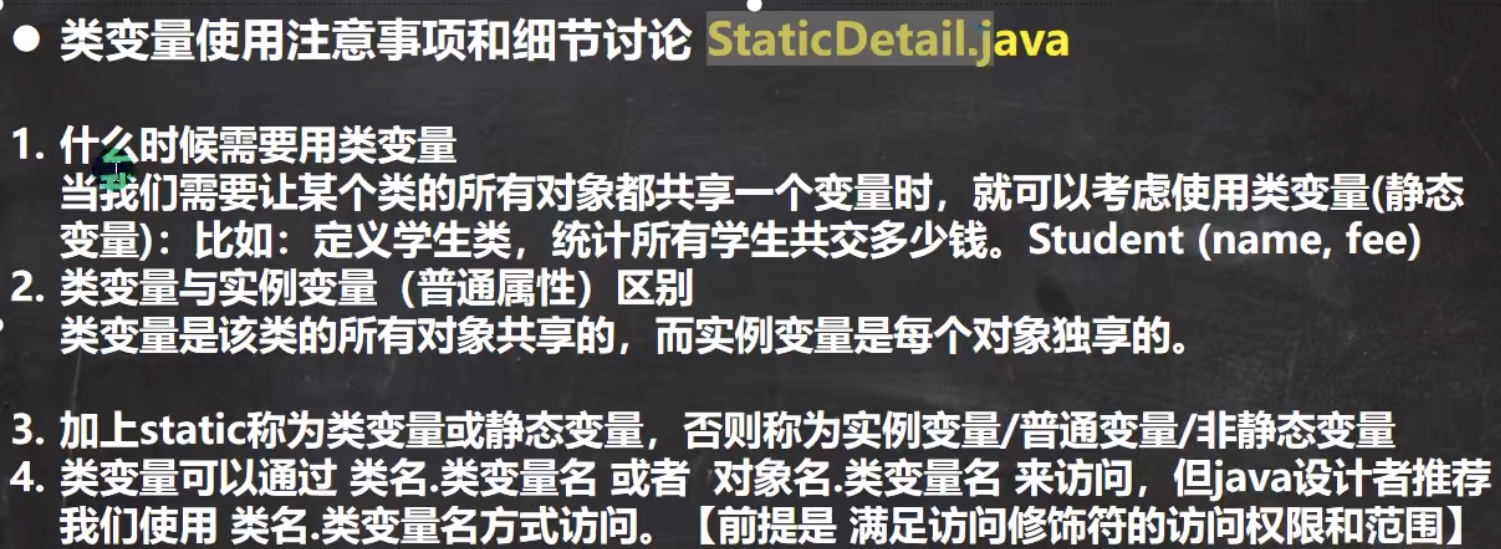 ● 类变量使用注意事项和细节讨论 StaticDetail.java
1. 什么时候需要用类变量
当我们需要让某个类的所有对象都共享一个变量时，就可以考虑使用类变量(静态
变量)：比如：定义学生类，统计所有学生共交多少钱。Student (name, fee)
2. 类变量与实例变量（普通属性）区别
类变量是该类的所有对象共享的，而实例变量是每个对象独享的。
3. 加上static称为类变量或静态变量，否则称为实例变量/普通变量/非静态变量
4. 类变量可以通过 类名.类变量名 或者 对象名.类变量名 来访问，但java设计者推荐
我们使用 类名.类变量名方式访问。【前提是 满足访问修饰符的访问权限和范围】